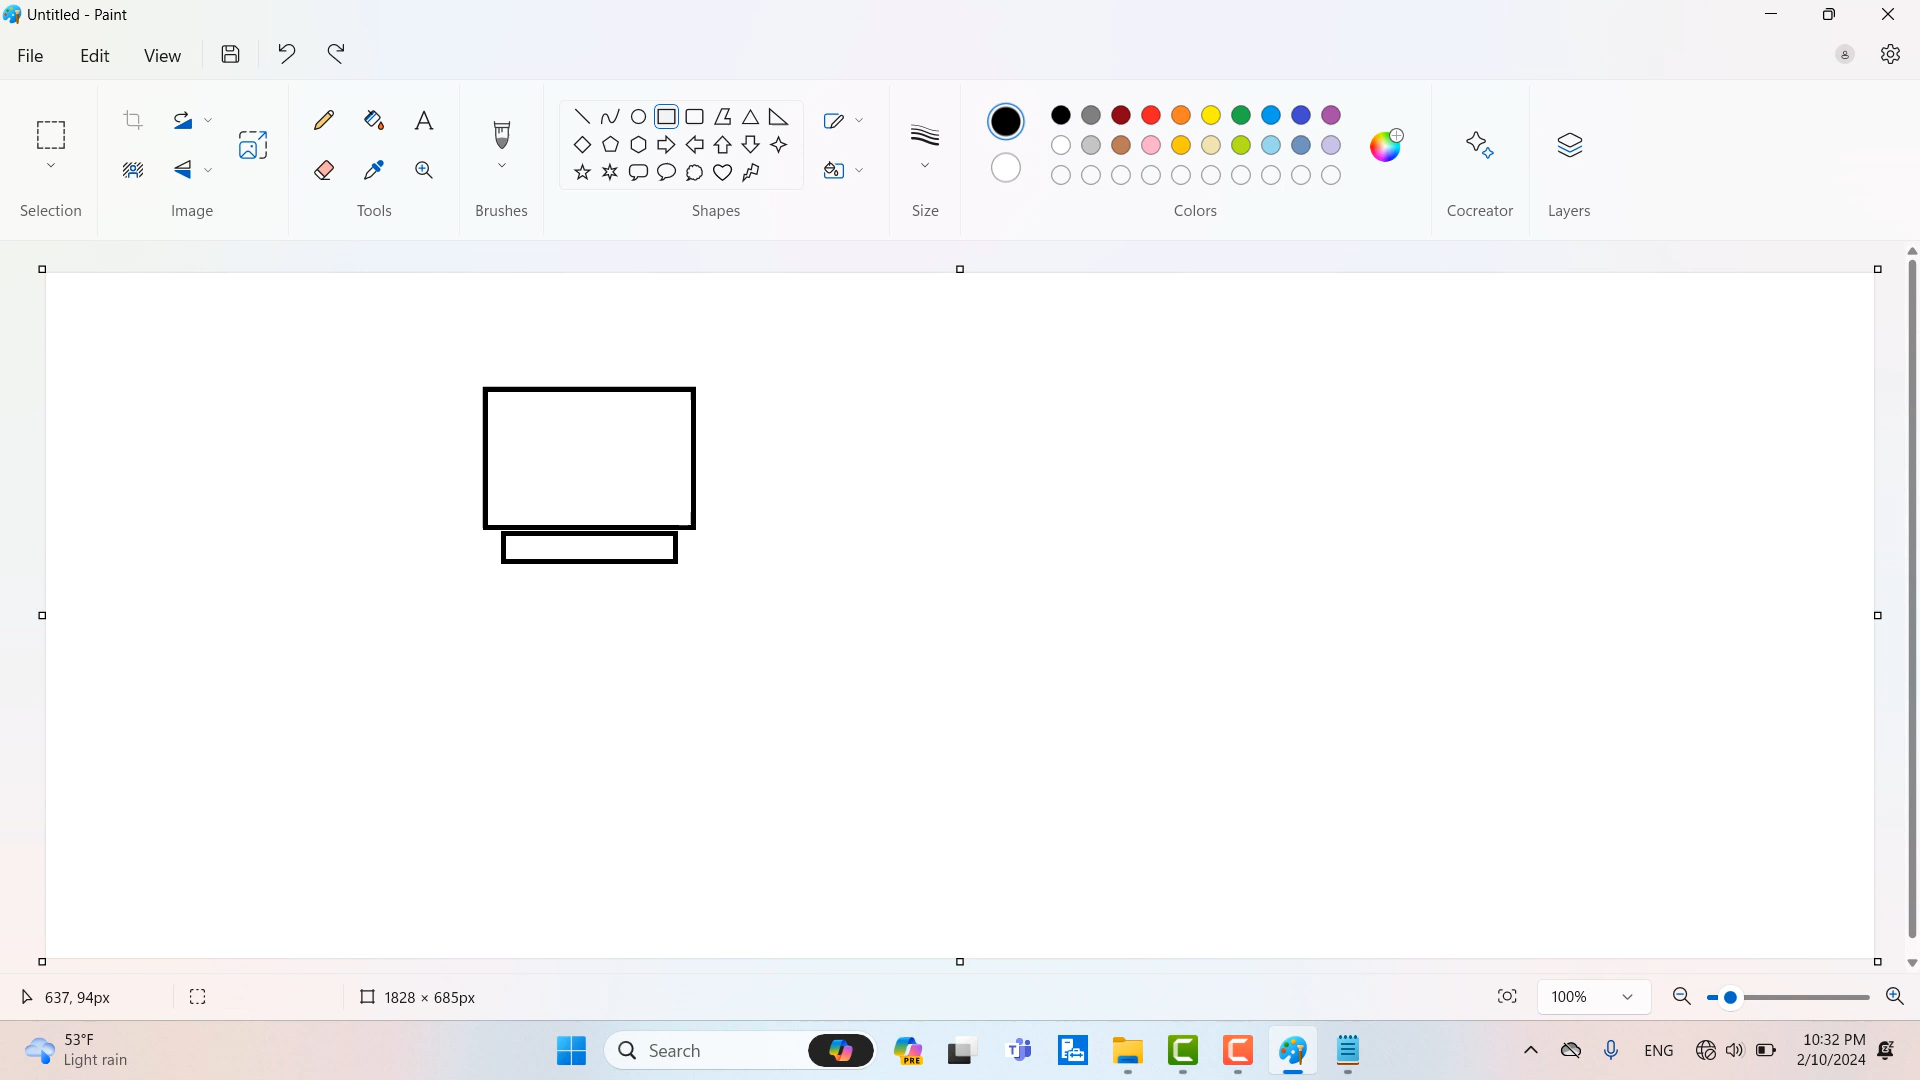 Untitled - Paint
File Edit View
Selection Image Tools Brushes Shapes Size Colors Cocreator Layers
637, 94px 1828 × 685px 100%
53°F
Light rain
Search
PRE
ENG
10:32 PM
2/10/2024